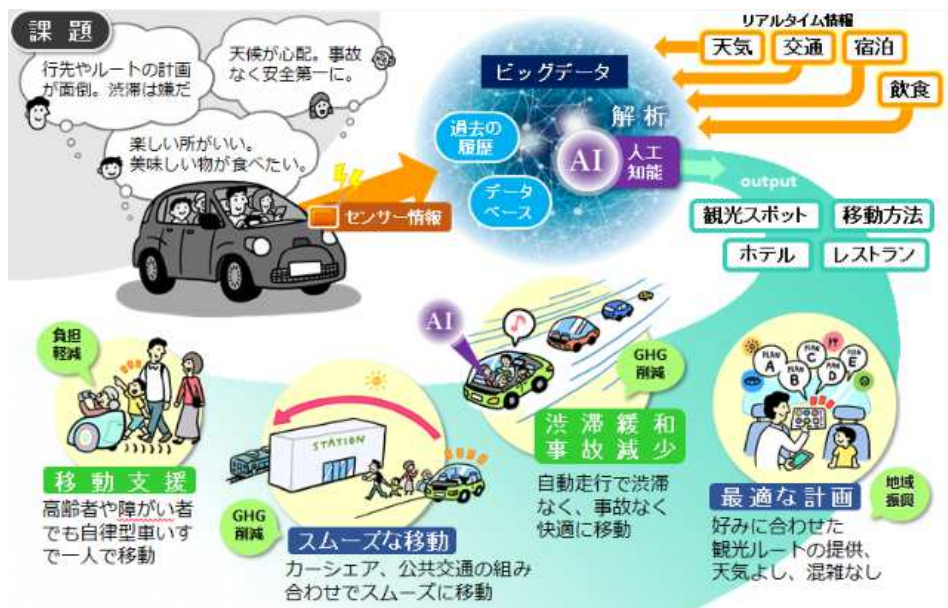 課題
行先やルートの計画
が面倒。渋滞は嫌だ
天候が心配。事故
なく安全第一に。
楽しい所がいい。
美味しい物が食べたい。
センサー情報
ビッグデータ
過去の
履歴
データ
ベース
解析
AI
人工
知能
リアルタイム情報
天気
交通
宿泊
飲食
output
観光スポット
移動方法
ホテル
レストラン
負担
軽減
移動支援
高齢者や障がい者
でも自律型車いす
で一人で移動
STATION
GHG
削減
スムーズな移動
カーシェア、公共交通の組み
合わせでスムーズに移動
AI
GHG
削減
渋滞緩和
事故減少
自動走行で渋滞
なく、事故なく
快適に移動
PLAN
A
PLAN
B
PLAN
C
PLAN
D
PLAN
E
最適な計画
地域
振興
好みに合わせた
観光ルートの提供、
天気よし、混雑なし